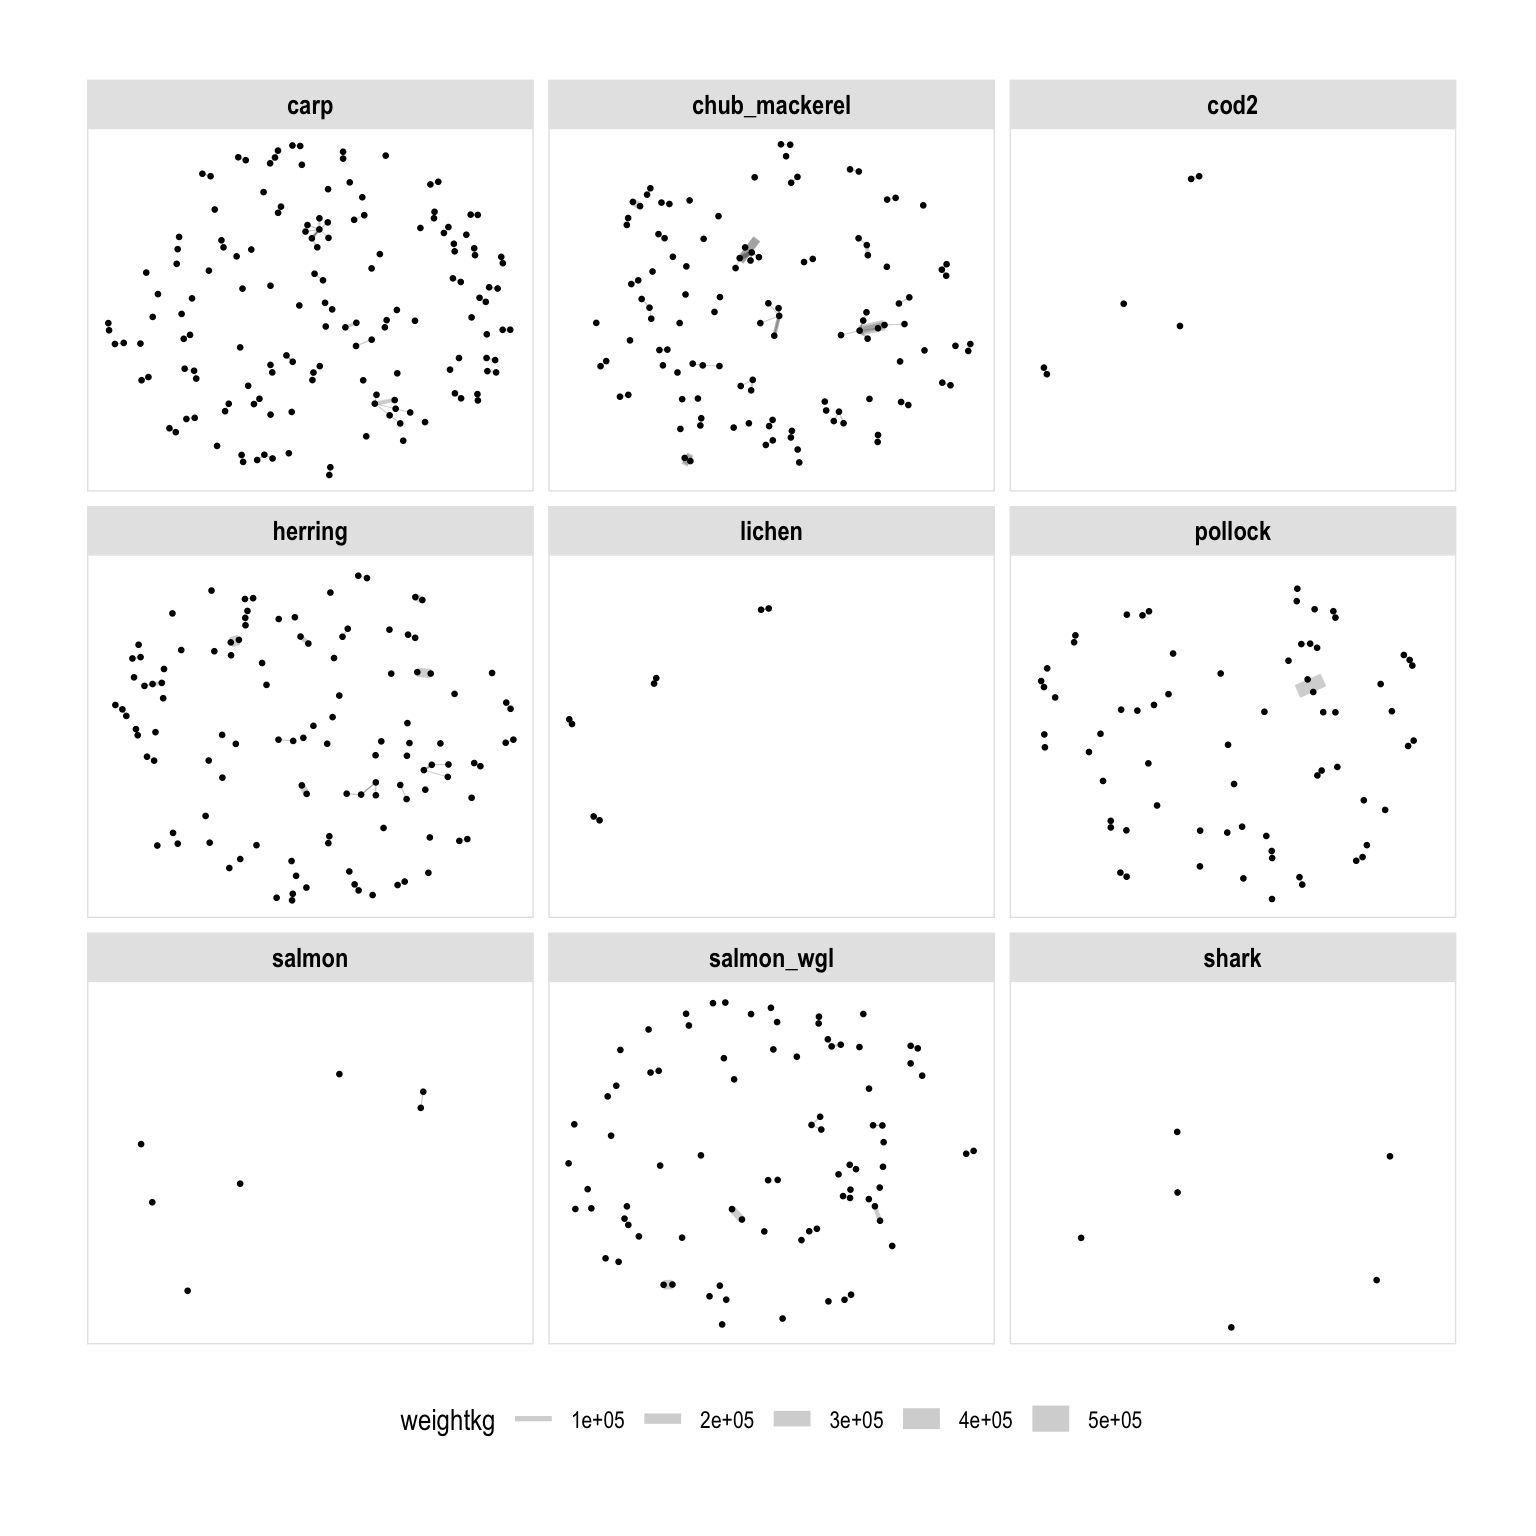 carp
chub_mackerel
cod2
herring
lichen
pollock
salmon
salmon_wgl
shark
weightkg 1e+05 2e+05 3e+05 4e+05 5e+05